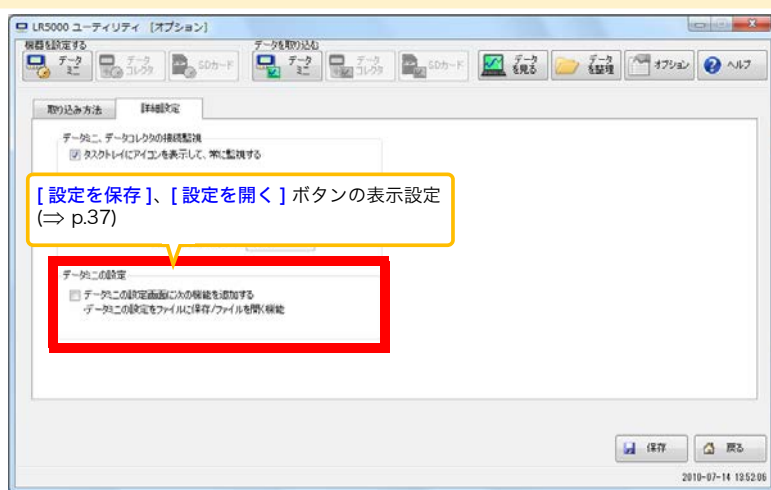 LR5000 ユーティリティ [オプション]
機器を設定する
データを取り込む
データ
ミニ
データ
コレクタ
SDカード
データ
ミニ
データ
コレクタ
SDカード
データ
を見る
データ
を整理
オプション
ヘルプ
取り込み方法
詳細設定
データミニ、データコレクタの接続監視
タスクトレイにアイコンを表示して、常に監視する
[ 設定を保存 ]、[ 設定を開く ] ボタンの表示設定
(⇒ p.37)
データミニの設定
データミニの設定画面に次の機能を追加する
・データミニの設定をファイルに保存/ファイルを開く機能
保存
戻る
2010-07-14 13:52:06